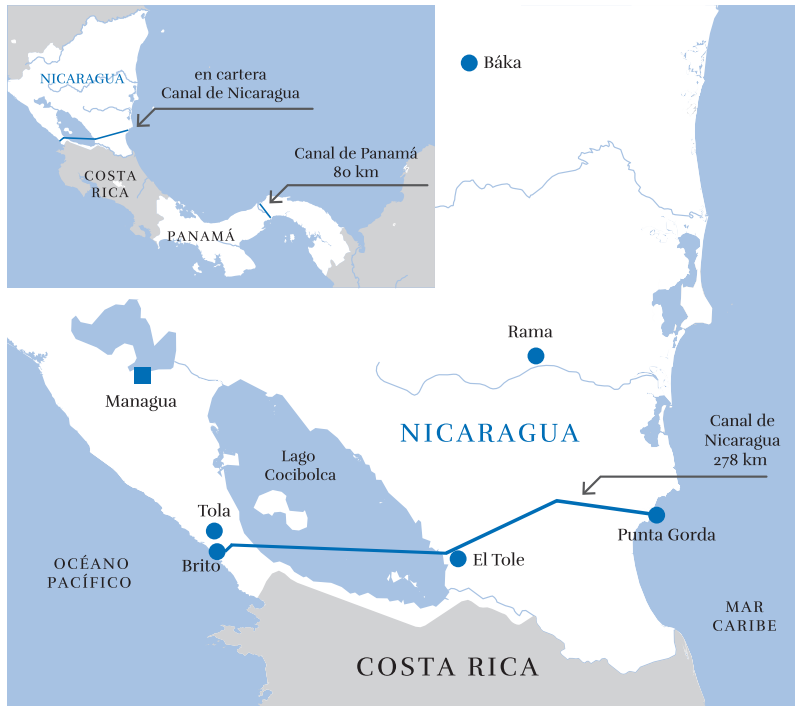 NICARAGUA
en cartera
Canal de Nicaragua
Canal de Panamá
80 km
COSTA
RICA
PANAMÁ
Báka
Rama
Managua
NICARAGUA
Canal de
Nicaragua
278 km
Lago
Cocibolca
Tola
Brito
El Tole
Punta Gorda
OCÉANO
PACÍFICO
MAR
CARIBE
COSTA RICA